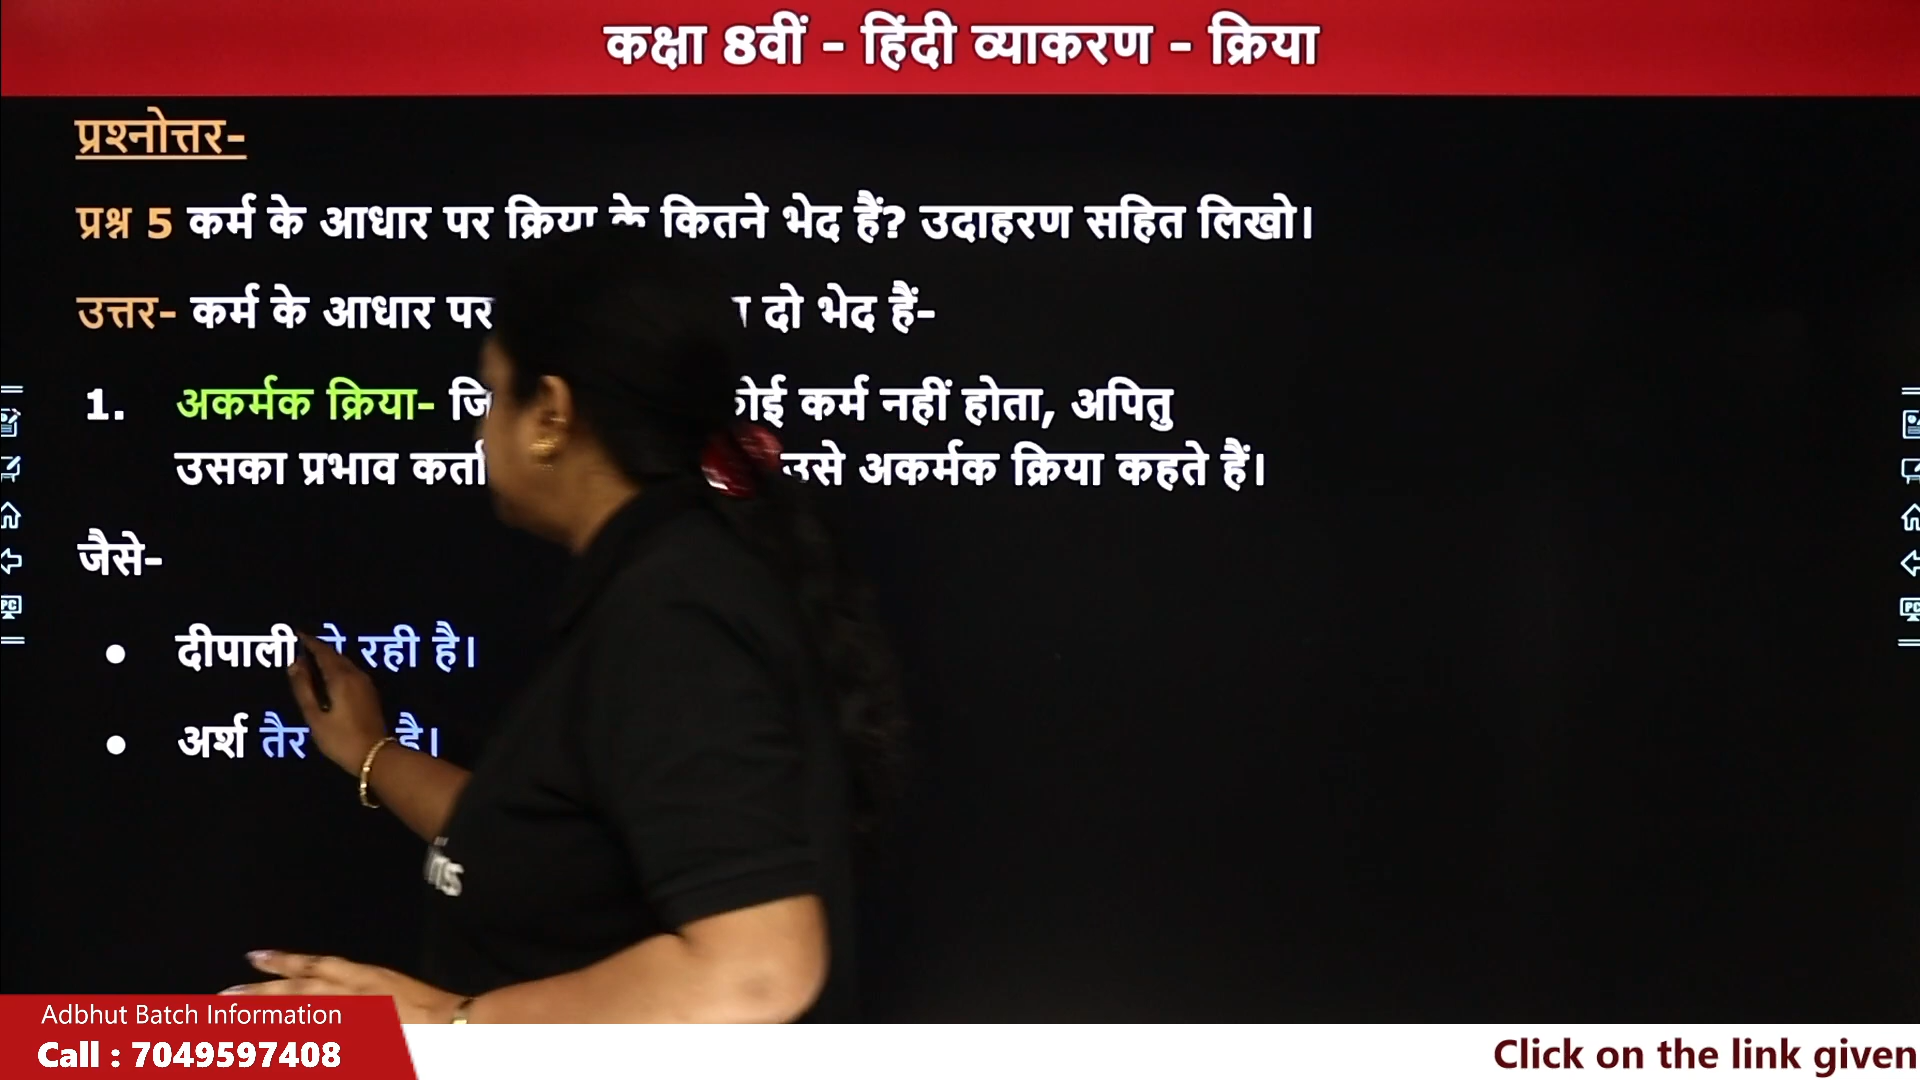 कक्षा 8वीं - हिंदी व्याकरण - क्रिया
प्रश्नोत्तर-
प्रश्न 5 कर्म के आधार पर क्रिया के कितने भेद हैं? उदाहरण सहित लिखो।
उत्तर- कर्म के आधार पर दो भेद हैं-
1. अकर्मक क्रिया- कर्म नहीं होता, अपितु
उसका प्रभाव अकर्मक क्रिया कहते हैं।
जैसे-
• दीपाली रही है।
• अर्श तैर है।
Adbhut Batch Information
Call : 7049597408
Click on the link given